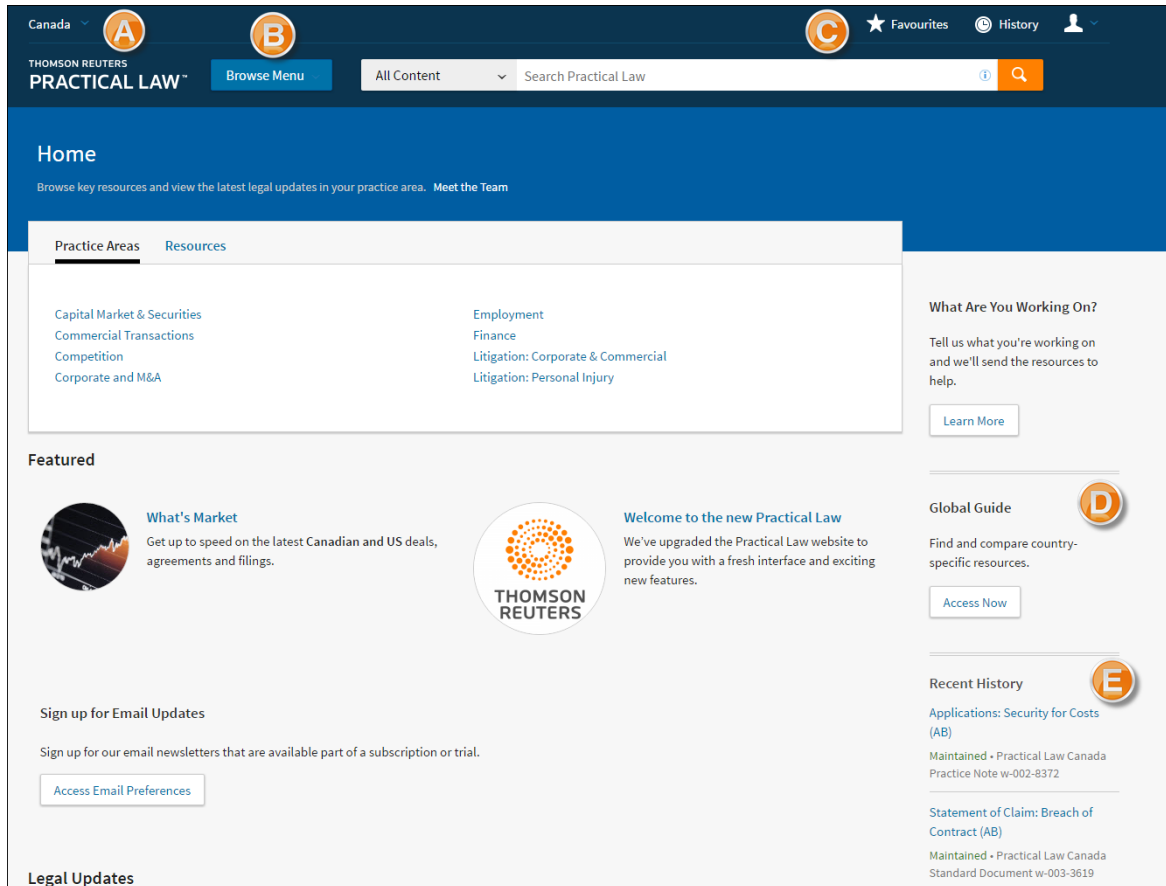 Canada
A
B
C
Favourites
History
THOMSON REUTERS
PRACTICAL LAW™
Browse Menu
All Content
Search Practical Law
Home
Browse key resources and view the latest legal updates in your practice area. Meet the Team
Practice Areas Resources
Capital Market & Securities
Commercial Transactions
Competition
Corporate and M&A
Employment
Finance
Litigation: Corporate & Commercial
Litigation: Personal Injury
What Are You Working On?
Tell us what you're working on
and we'll send the resources to
help.
Learn More
Featured
What's Market
Get up to speed on the latest Canadian and US deals,
agreements and filings.
THOMSON
REUTERS
Welcome to the new Practical Law
We've upgraded the Practical Law website to
provide you with a fresh interface and exciting
new features.
D
Global Guide
Find and compare country-
specific resources.
Access Now
E
Recent History
Applications: Security for Costs
(AB)
Maintained • Practical Law Canada
Practice Note w-002-8372
Statement of Claim: Breach of
Contract (AB)
Maintained • Practical Law Canada
Standard Document w-003-3619
Sign up for Email Updates
Sign up for our email newsletters that are available part of a subscription or trial.
Access Email Preferences
Legal Updates